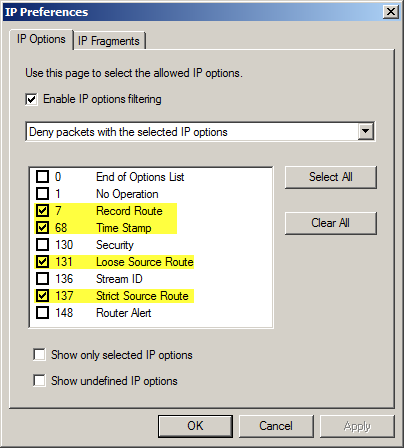 IP Preferences
IP Options
IP Fragments
Use this page to select the allowed IP options.
Enable IP options filtering
Deny packets with the selected IP options
0 End of Options List
1 No Operation
7 Record Route
68 Time Stamp
130 Security
131 Loose Source Route
136 Stream ID
137 Strict Source Route
148 Router Alert
Select All
Clear All
Show only selected IP options
Show undefined IP options
OK
Cancel
Apply